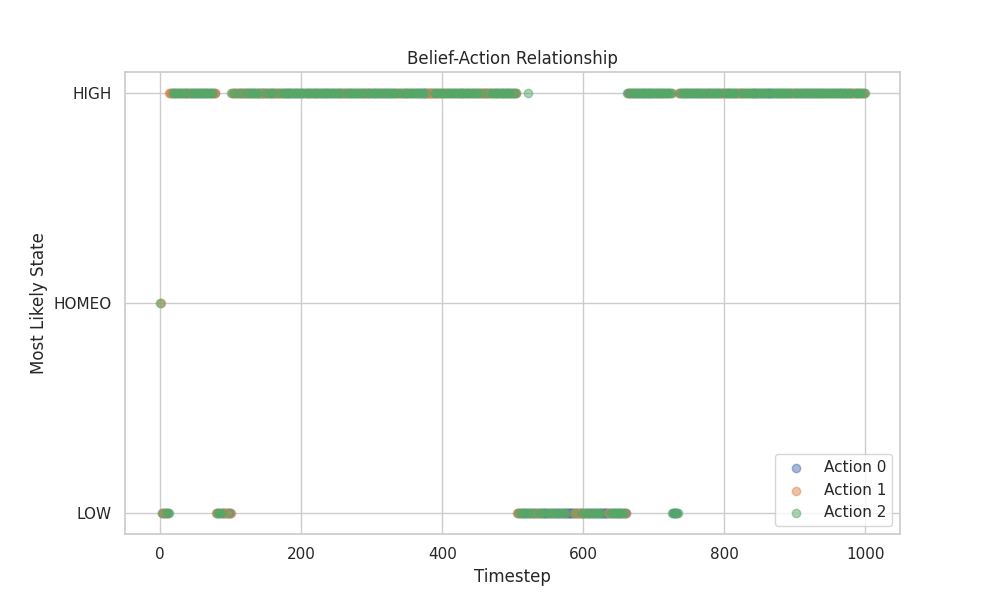 Belief-Action Relationship
Most Likely State
HIGH
HOMEO
LOW
Action 0
Action 1
Action 2
0 200 400 600 800 1000
Timestep